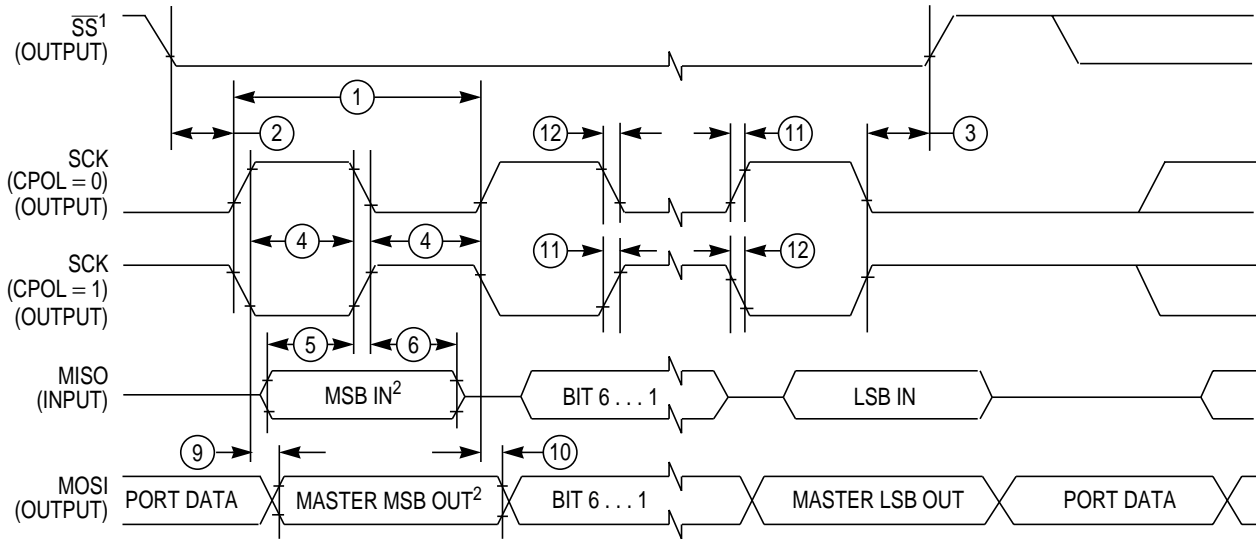 SS¹
(OUTPUT)
1
2
12
11
3
SCK
(CPOL = 0)
(OUTPUT)
4
4
SCK
(CPOL = 1)
(OUTPUT)
11
12
5
6
MISO
(INPUT)
MSB IN²
BIT 6 . . . 1
LSB IN
9
10
MOSI
(OUTPUT)
PORT DATA
MASTER MSB OUT²
BIT 6 . . . 1
MASTER LSB OUT
PORT DATA